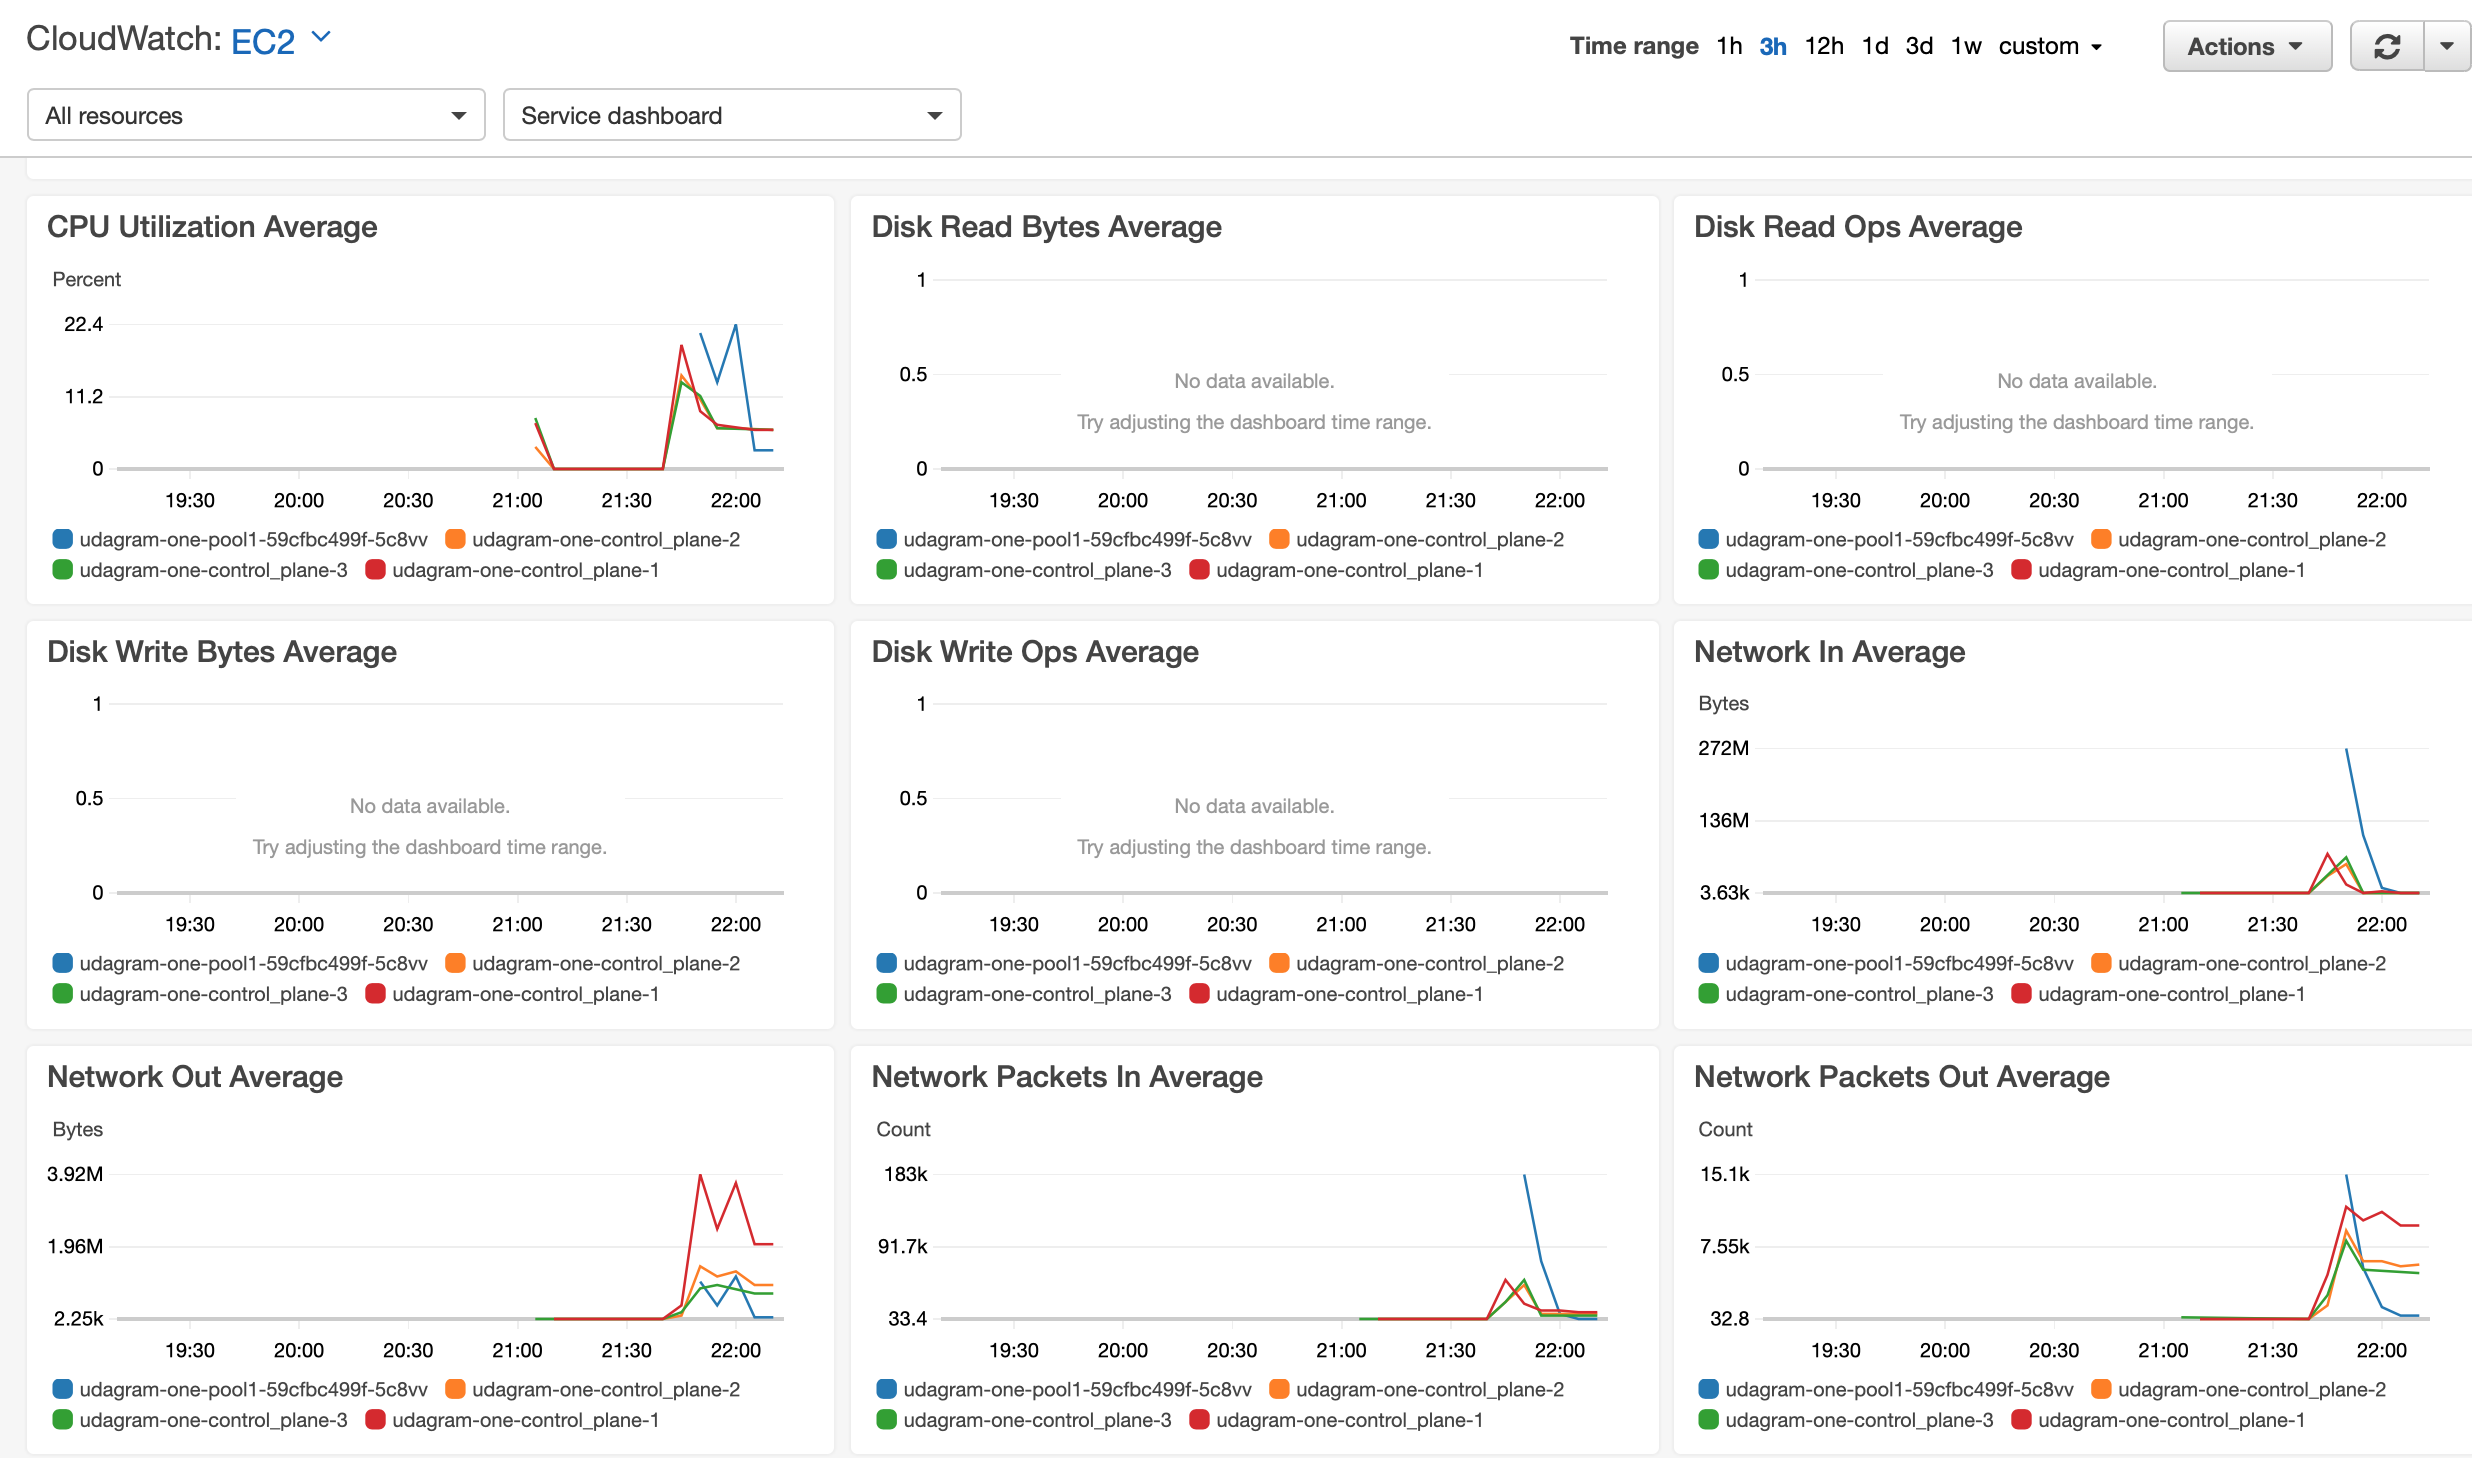 CloudWatch: EC2
Time range 1h 3h 12h 1d 3d 1w custom
Actions
All resources
Service dashboard
CPU Utilization Average
Percent
22.4
11.2
0
19:30 20:00 20:30 21:00 21:30 22:00
udagram-one-pool1-59cfbc499f-5c8vv udagram-one-control_plane-2
udagram-one-control_plane-3 udagram-one-control_plane-1
Disk Read Bytes Average
1
0.5
No data available.
Try adjusting the dashboard time range.
0
19:30 20:00 20:30 21:00 21:30 22:00
udagram-one-pool1-59cfbc499f-5c8vv udagram-one-control_plane-2
udagram-one-control_plane-3 udagram-one-control_plane-1
Disk Read Ops Average
1
0.5
No data available.
Try adjusting the dashboard time range.
0
19:30 20:00 20:30 21:00 21:30 22:00
udagram-one-pool1-59cfbc499f-5c8vv udagram-one-control_plane-2
udagram-one-control_plane-3 udagram-one-control_plane-1
Disk Write Bytes Average
1
0.5
No data available.
Try adjusting the dashboard time range.
0
19:30 20:00 20:30 21:00 21:30 22:00
udagram-one-pool1-59cfbc499f-5c8vv udagram-one-control_plane-2
udagram-one-control_plane-3 udagram-one-control_plane-1
Disk Write Ops Average
1
0.5
No data available.
Try adjusting the dashboard time range.
0
19:30 20:00 20:30 21:00 21:30 22:00
udagram-one-pool1-59cfbc499f-5c8vv udagram-one-control_plane-2
udagram-one-control_plane-3 udagram-one-control_plane-1
Network In Average
Bytes
272M
136M
3.63k
19:30 20:00 20:30 21:00 21:30 22:00
udagram-one-pool1-59cfbc499f-5c8vv udagram-one-control_plane-2
udagram-one-control_plane-3 udagram-one-control_plane-1
Network Out Average
Bytes
3.92M
1.96M
2.25k
19:30 20:00 20:30 21:00 21:30 22:00
udagram-one-pool1-59cfbc499f-5c8vv udagram-one-control_plane-2
udagram-one-control_plane-3 udagram-one-control_plane-1
Network Packets In Average
Count
183k
91.7k
33.4
19:30 20:00 20:30 21:00 21:30 22:00
udagram-one-pool1-59cfbc499f-5c8vv udagram-one-control_plane-2
udagram-one-control_plane-3 udagram-one-control_plane-1
Network Packets Out Average
Count
15.1k
7.55k
32.8
19:30 20:00 20:30 21:00 21:30 22:00
udagram-one-pool1-59cfbc499f-5c8vv udagram-one-control_plane-2
udagram-one-control_plane-3 udagram-one-control_plane-1